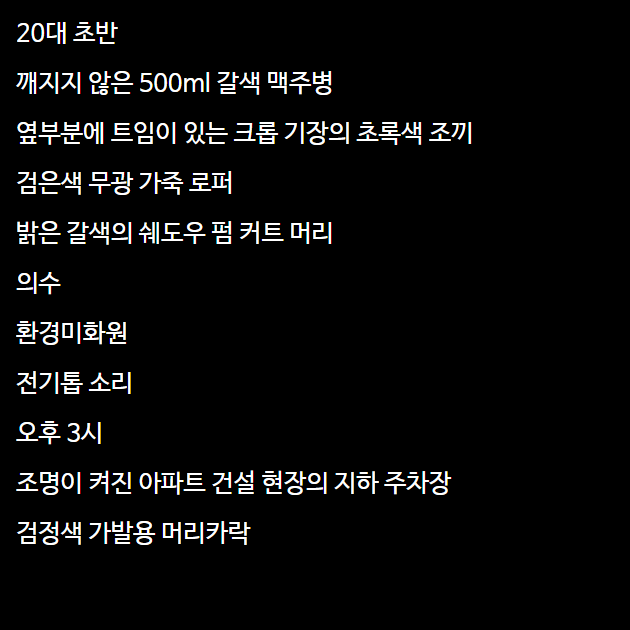 20대 초반
깨지지 않은 500ml 갈색 맥주병
옆부분에 트임이 있는 크롭 기장의 초록색 조끼
검은색 무광 가죽 로퍼
밝은 갈색의 쉐도우 펌 커트 머리
의수
환경미화원
전기톱 소리
오후 3시
조명이 켜진 아파트 건설 현장의 지하 주차장
검정색 가발용 머리카락